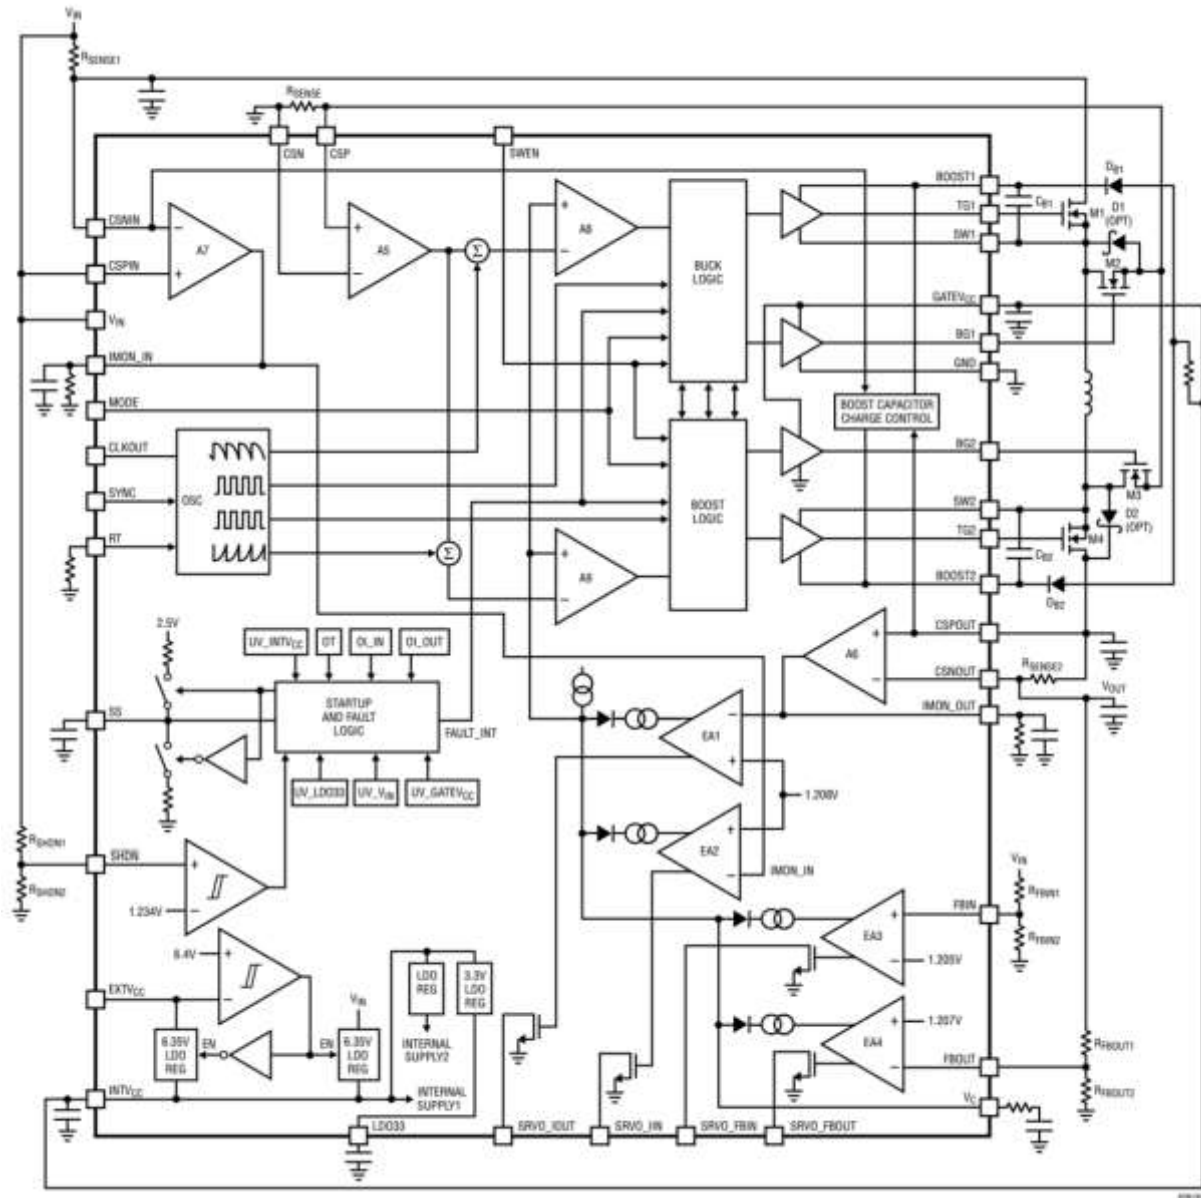 VIN
RSENSE1
RSENSE
CSN
CSP
SWEN
BOOST1
DB1
CSNIN
A7
A5
Σ
A8
BUCK
LOGIC
TG1
CB1
M1
D1
(OPT)
SW1
CSPIN
M2
VIN
GATEVCC
IMON_IN
BG1
GND
MODE
BOOST CAPACITOR
CHARGE CONTROL
CLKOUT
OSC
BG2
SYNC
M3
BOOST
LOGIC
SW2
D2
(OPT)
RT
Σ
TG2
M4
A9
CB2
BOOST2
DB2
2.5V
UV_INTVCC
OT
OI_IN
OI_OUT
CSPOUT
A6
CSNOUT
RSENSE2
STARTUP
AND FAULT
LOGIC
VOUT
SS
FAULT_INT
EA1
IMON_OUT
UV_LDO33
UV_VIN
UV_GATEVCC
1.208V
RSHDN1
EA2
SHDN
IMON_IN
VIN
RSHDN2
1.234V
RFBIN1
FBIN
EA3
RFBIN2
6.4V
1.205V
LDO
REG
3.3V
LDO
REG
EXTVCC
VIN
1.207V
6.35V
LDO
REG
EN
EN
6.35V
LDO
REG
INTERNAL
SUPPLY2
EA4
RFBOUT1
FBOUT
INTVCC
INTERNAL
SUPPLY1
RFBOUT2
VC
LDO33
SRVO_IOUT
SRVO_IIN
SRVO_FBIN
SRVO_FBOUT